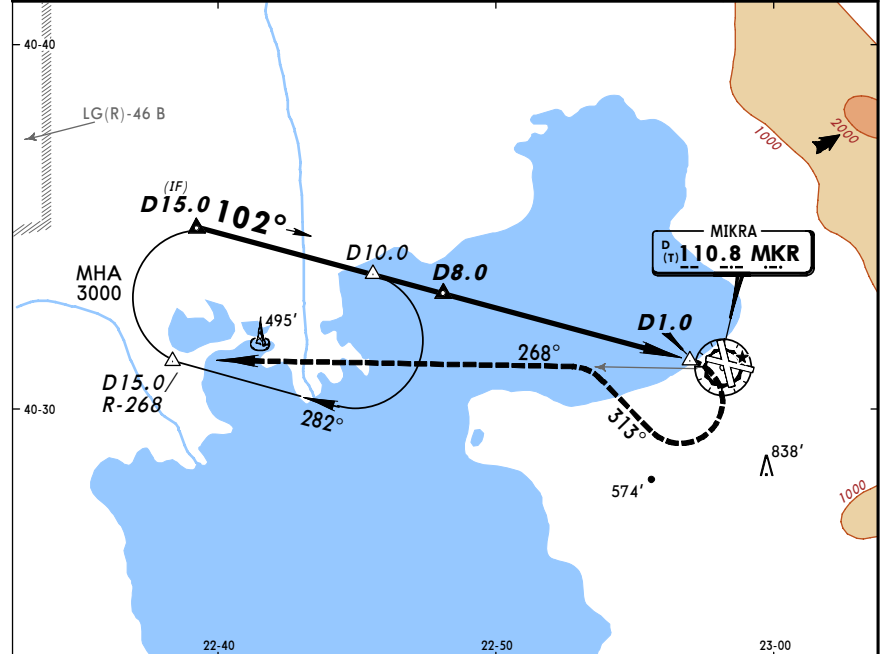 40-40
LG(R)-46 B
1000
2000
(IF)
D15.0
102°
MIKRA
D
(T)
110.8 MKR
D10.0
MHA
3000
D8.0
495'
D1.0
268°
D15.0
R-268
40-30
282°
313°
838'
574'
1000
22-40
22-50
23-00